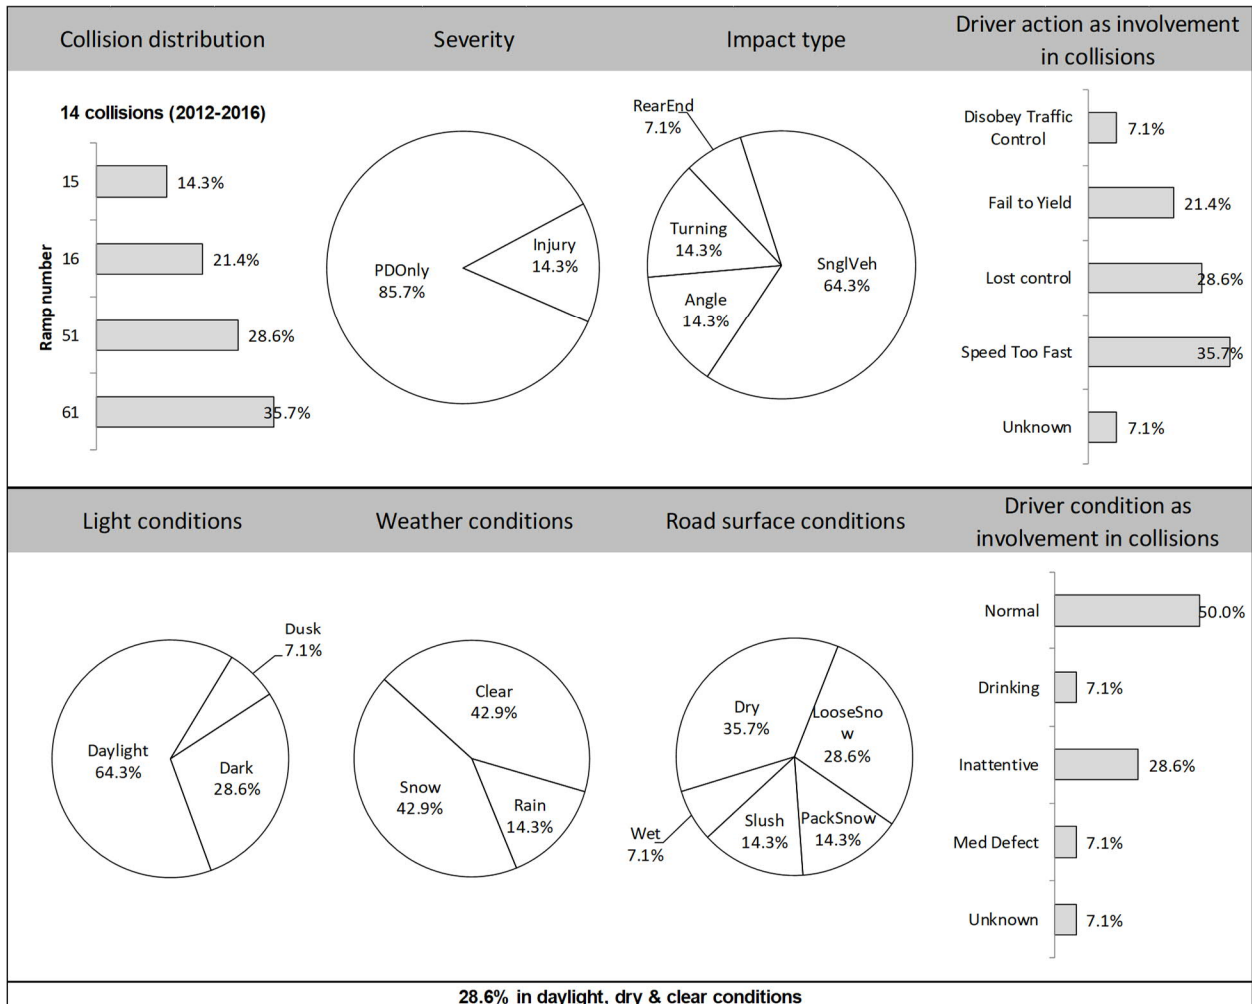 Collision distribution
Severity
Impact type
Driver action as involvement
in collisions
14 collisions (2012-2016)
Ramp number
15
14.3%
16
21.4%
51
28.6%
61
35.7%
PDOnly
85.7%
Injury
14.3%
RearEnd
7.1%
Turning
14.3%
Angle
14.3%
SnglVeh
64.3%
Disobey Traffic
Control
7.1%
Fail to Yield
21.4%
Lost control
28.6%
Speed Too Fast
35.7%
Unknown
7.1%
Light conditions
Weather conditions
Road surface conditions
Driver condition as
involvement in collisions
Dusk
7.1%
Daylight
64.3%
Dark
28.6%
Clear
42.9%
Snow
42.9%
Rain
14.3%
Dry
35.7%
LooseSno
w
28.6%
Wet
7.1%
Slush
14.3%
PackSnow
14.3%
Normal
50.0%
Drinking
7.1%
Inattentive
28.6%
Med Defect
7.1%
Unknown
7.1%
28.6% in daylight, dry & clear conditions